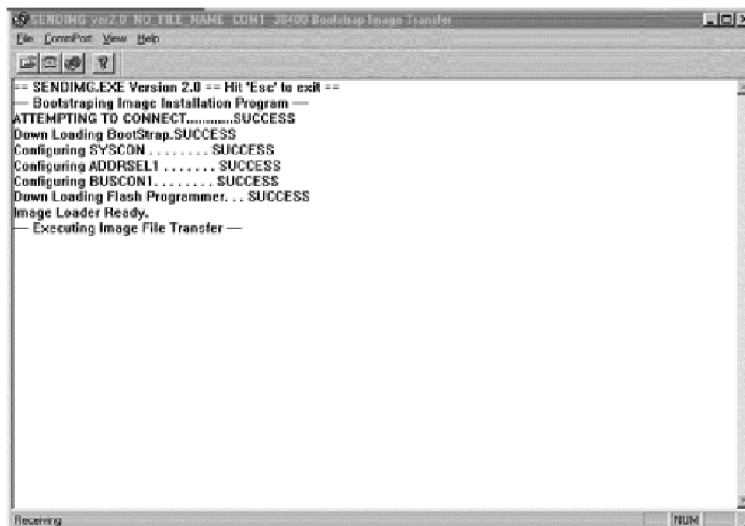 SENDIMG ver2.0 NO_FILE_NAME COM1 38400 Bootstrap Image Transfer
File CommPort View Help
== SENDIMG.EXE Version 2.0 == Hit 'Esc' to exit ==
— Bootstraping Image Installation Program —
ATTEMPTING TO CONNECT............SUCCESS
Down Loading BootStrap.SUCCESS
Configuring SYSCON . . . . . . . . SUCCESS
Configuring ADDRSEL1 . . . . . . . SUCCESS
Configuring BUSCON1. . . . . . . . SUCCESS
Down Loading Flash Programmer. . . SUCCESS
Image Loader Ready.
— Executing Image File Transfer —
Receiving NUM